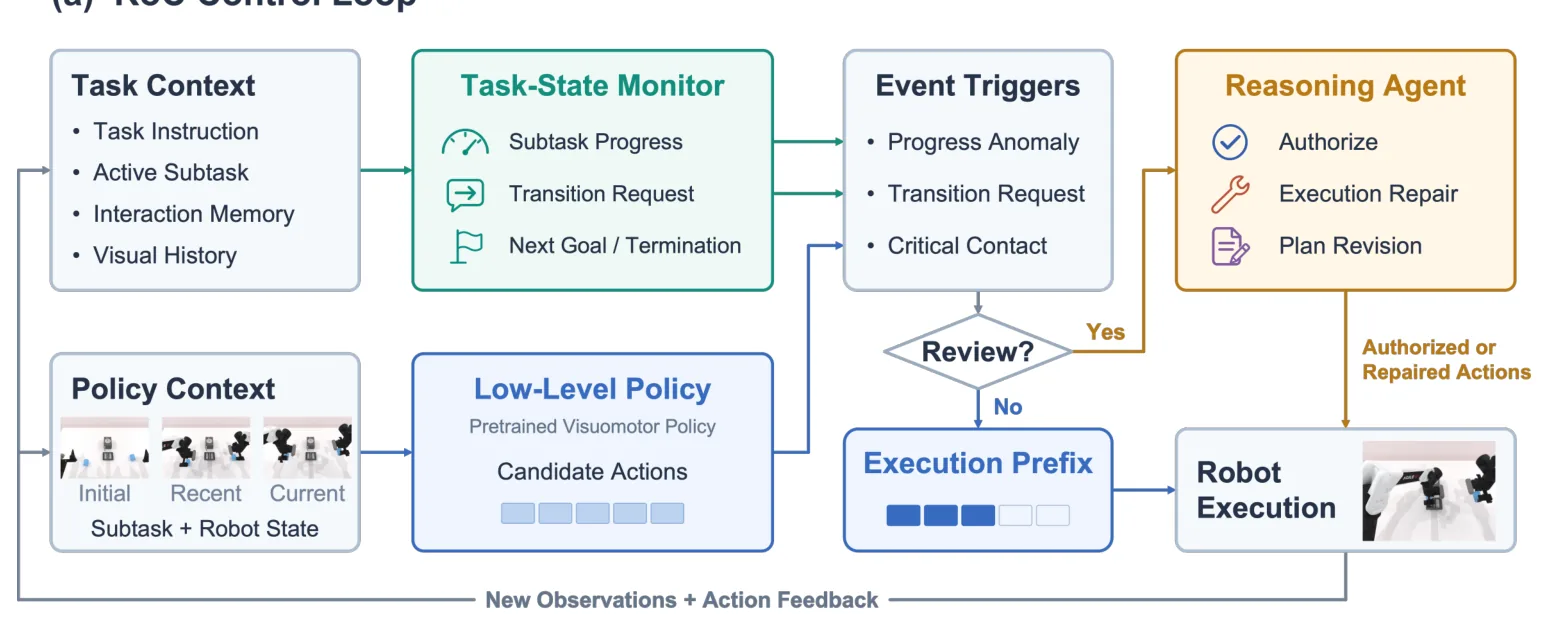 (a) RoC Control Loop
Task Context
• Task Instruction
• Active Subtask
• Interaction Memory
• Visual History
Task-State Monitor
Subtask Progress
Transition Request
Next Goal / Termination
Event Triggers
• Progress Anomaly
• Transition Request
• Critical Contact
Reasoning Agent
Authorize
Execution Repair
Plan Revision
Review?
Yes
No
Authorized or
Repaired Actions
Policy Context
Initial
Recent
Current
Subtask + Robot State
Low-Level Policy
Pretrained Visuomotor Policy
Candidate Actions
Execution Prefix
Robot
Execution
New Observations + Action Feedback